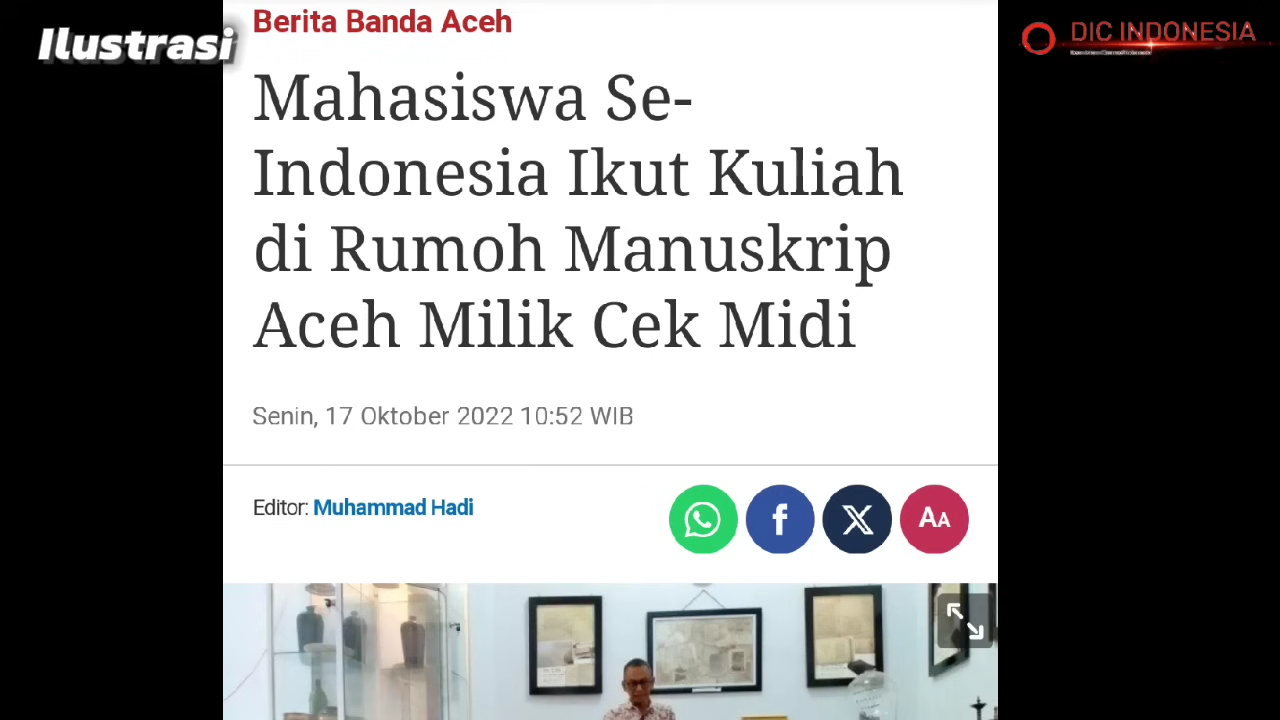 Ilustrasi
DIC INDONESIA
Berita Banda Aceh
Mahasiswa Se-
Indonesia Ikut Kuliah
di Rumoh Manuskrip
Aceh Milik Cek Midi
Senin, 17 Oktober 2022 10:52 WIB
Editor: Muhammad Hadi
AA